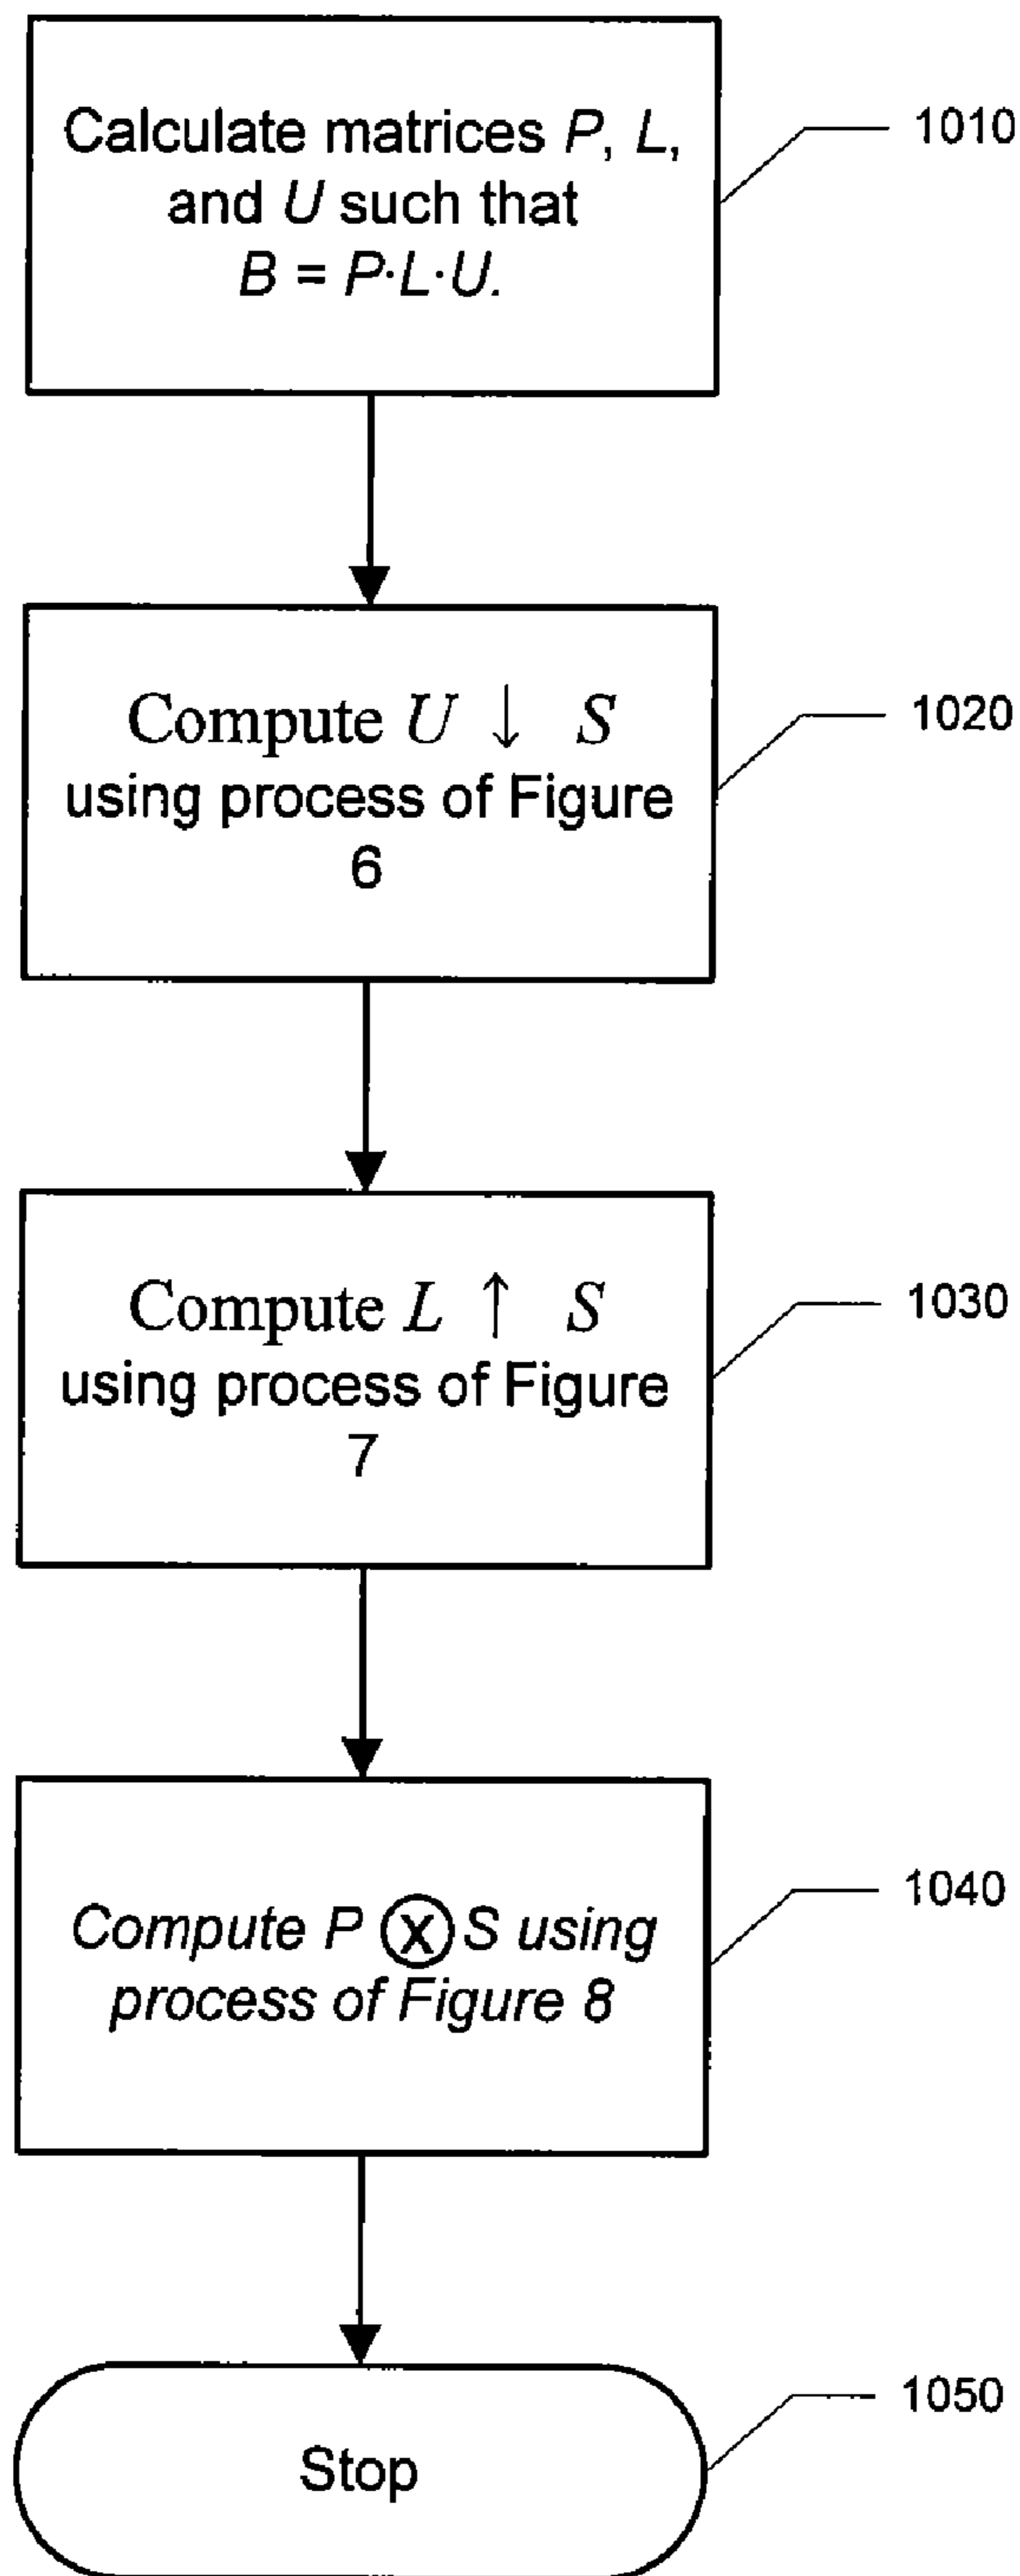 Calculate matrices P, L,
and U such that
B = P·L·U.
1010
Compute U ↓ S
using process of Figure
6
1020
Compute L ↑ S
using process of Figure
7
1030
Compute P ⓧ S using
process of Figure 8
1040
Stop
1050